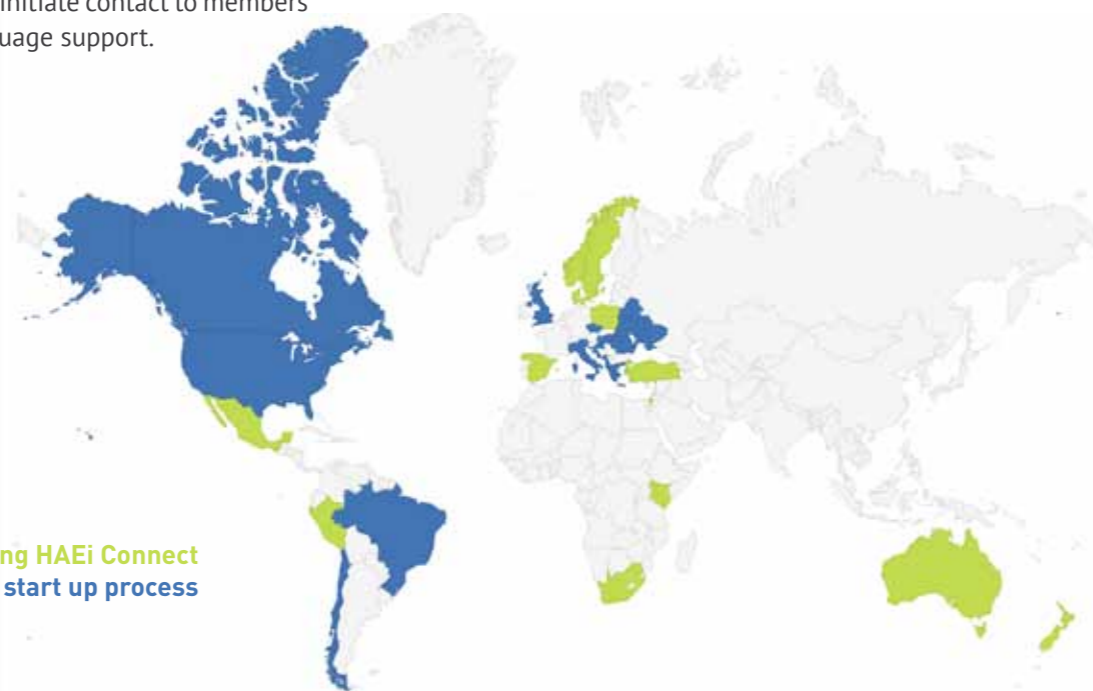 initiate contact to members
uage support.
ng HAEi Connect
start up process